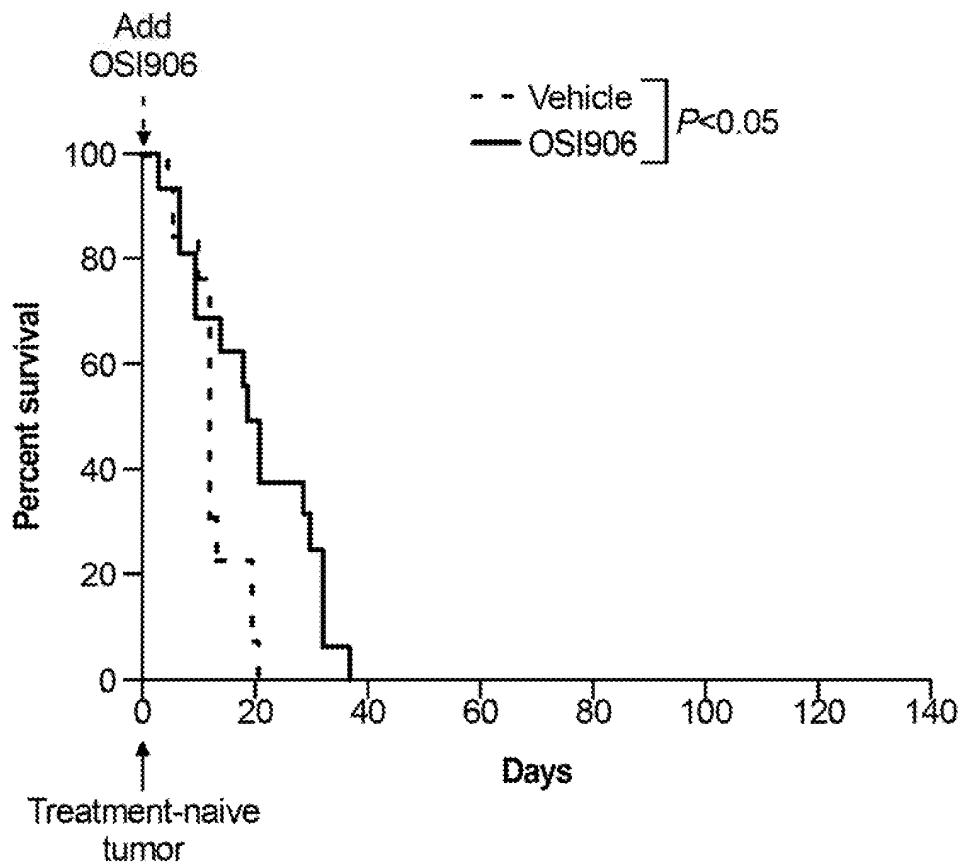 Add
OSI906
Vehicle
OSI906
P<0.05
100
80
60
40
20
0
Percent survival
0 20 40 60 80 100 120 140
Days
Treatment-naive
tumor